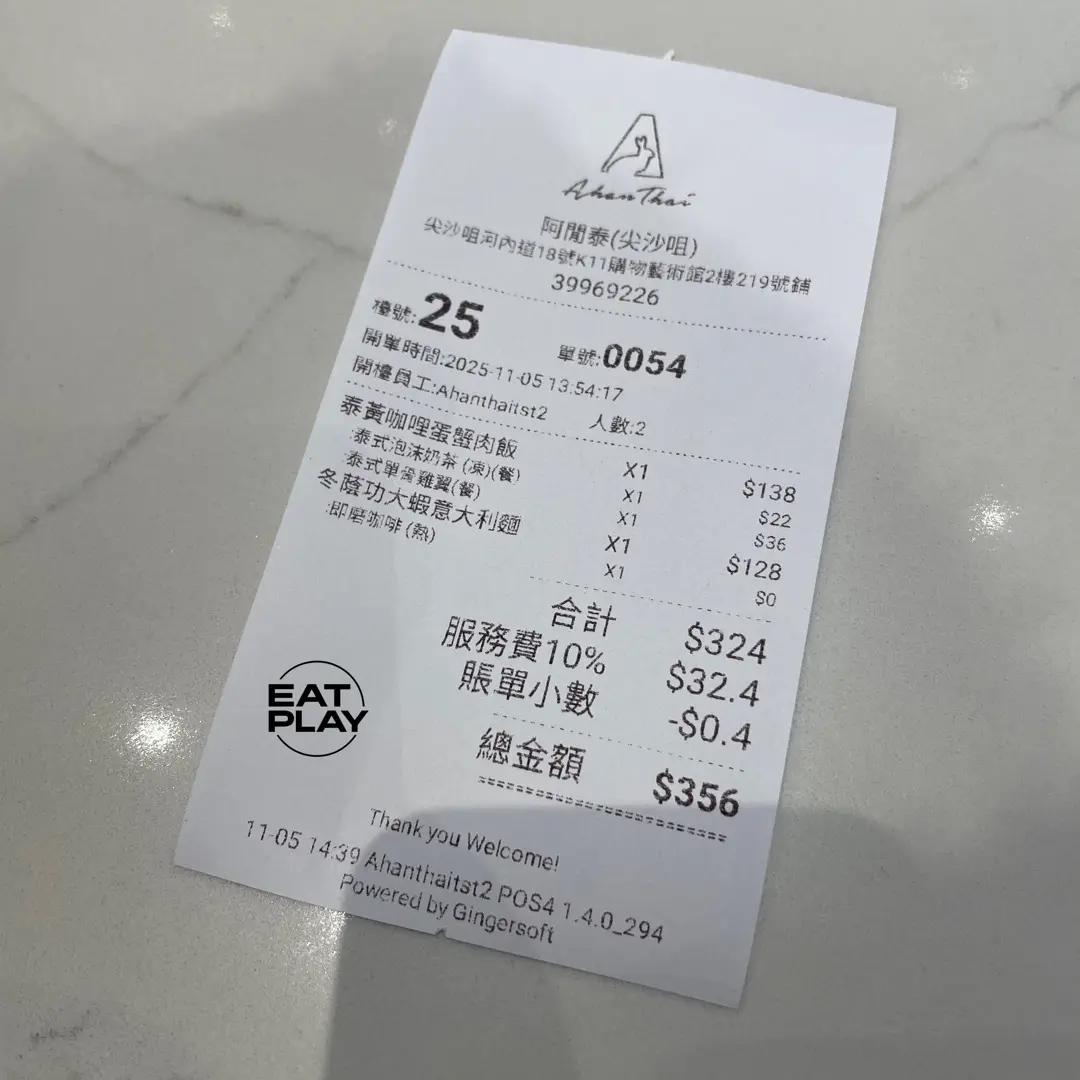 A
Ahan Thai
阿閒泰(尖沙咀)
尖沙咀河內道18號K11購物藝術館2樓219號鋪
39969226
檯號:25 單號:0054
開單時間:2025-11-05 13:54:17
開檯員工:Ahanthaitst2 人數:2
泰黃咖哩蛋蟹肉飯 X1 $138
:泰式泡沫奶茶 (凍)(餐) X1 $22
:泰式單骨雞翼(餐) X1 $36
冬蔭功大蝦意大利麵 X1 $128
:即磨咖啡 (熱) X1 $0
合計 $324
服務費10% $32.4
賬單小數 -$0.4
總金額 $356
Thank you Welcome!
11-05 14:39 Ahanthaitst2 POS4 1.4.0_294
Powered by Gingersoft
EAT
PLAY